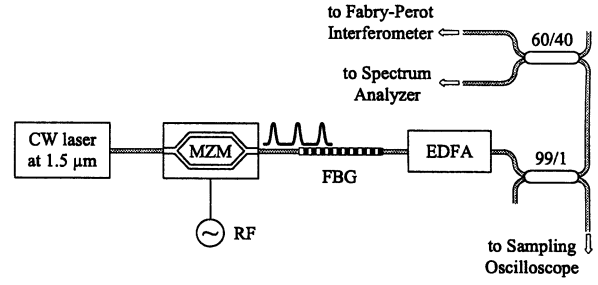 to Fabry-Perot
Interferometer
60/40
to Spectrum
Analyzer
CW laser
at 1.5 μm
MZM
FBG
EDFA
99/1
~
RF
to Sampling
Oscilloscope